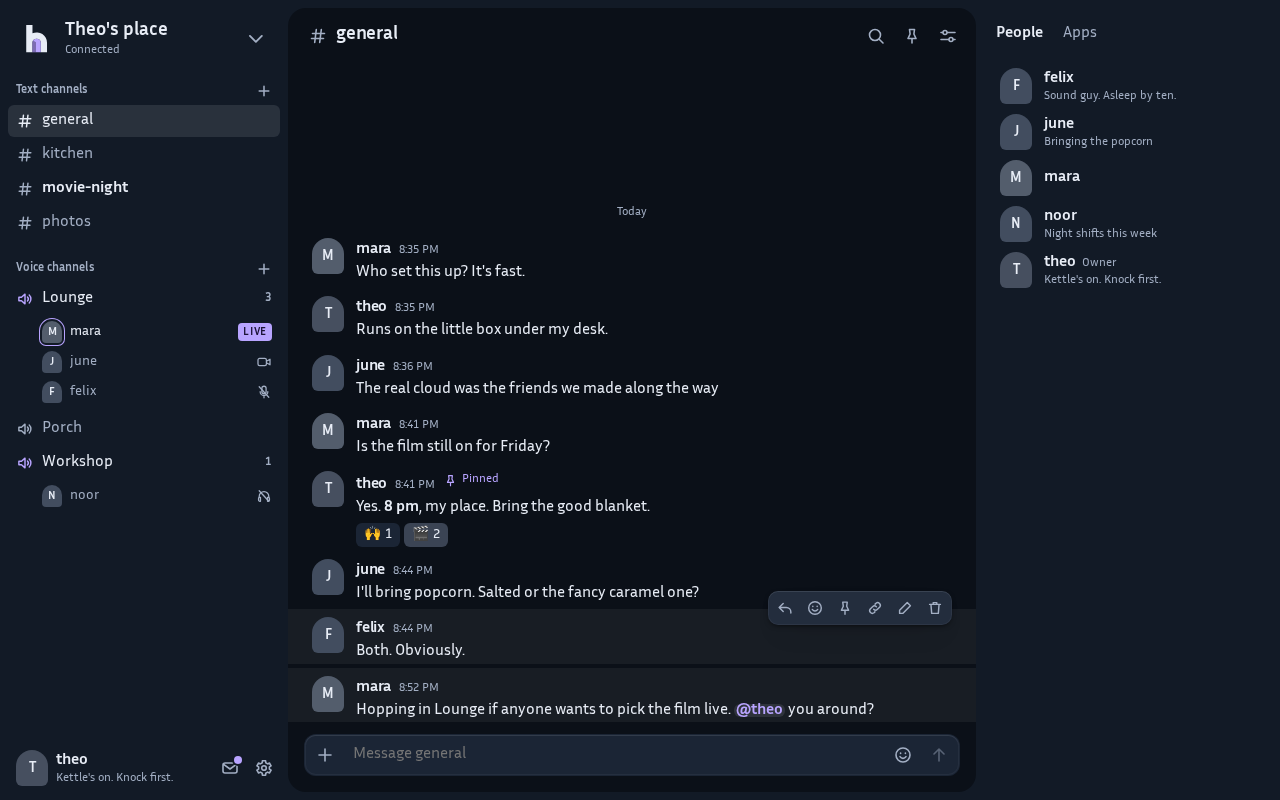 Theo's place
Connected
Text channels
general
kitchen
movie-night
photos
Voice channels
Lounge 3
M mara LIVE
J june
F felix
Porch
Workshop 1
N noor
T theo
Kettle's on. Knock first.
# general
Today
M mara 8:35 PM
Who set this up? It's fast.
T theo 8:35 PM
Runs on the little box under my desk.
J june 8:36 PM
The real cloud was the friends we made along the way
M mara 8:41 PM
Is the film still on for Friday?
T theo 8:41 PM Pinned
Yes. 8 pm, my place. Bring the good blanket.
🙌 1 🎬 2
J june 8:44 PM
I'll bring popcorn. Salted or the fancy caramel one?
F felix 8:44 PM
Both. Obviously.
M mara 8:52 PM
Hopping in Lounge if anyone wants to pick the film live. @theo you around?
Message general
People Apps
F felix
Sound guy. Asleep by ten.
J june
Bringing the popcorn
M mara
N noor
Night shifts this week
T theo Owner
Kettle's on. Knock first.